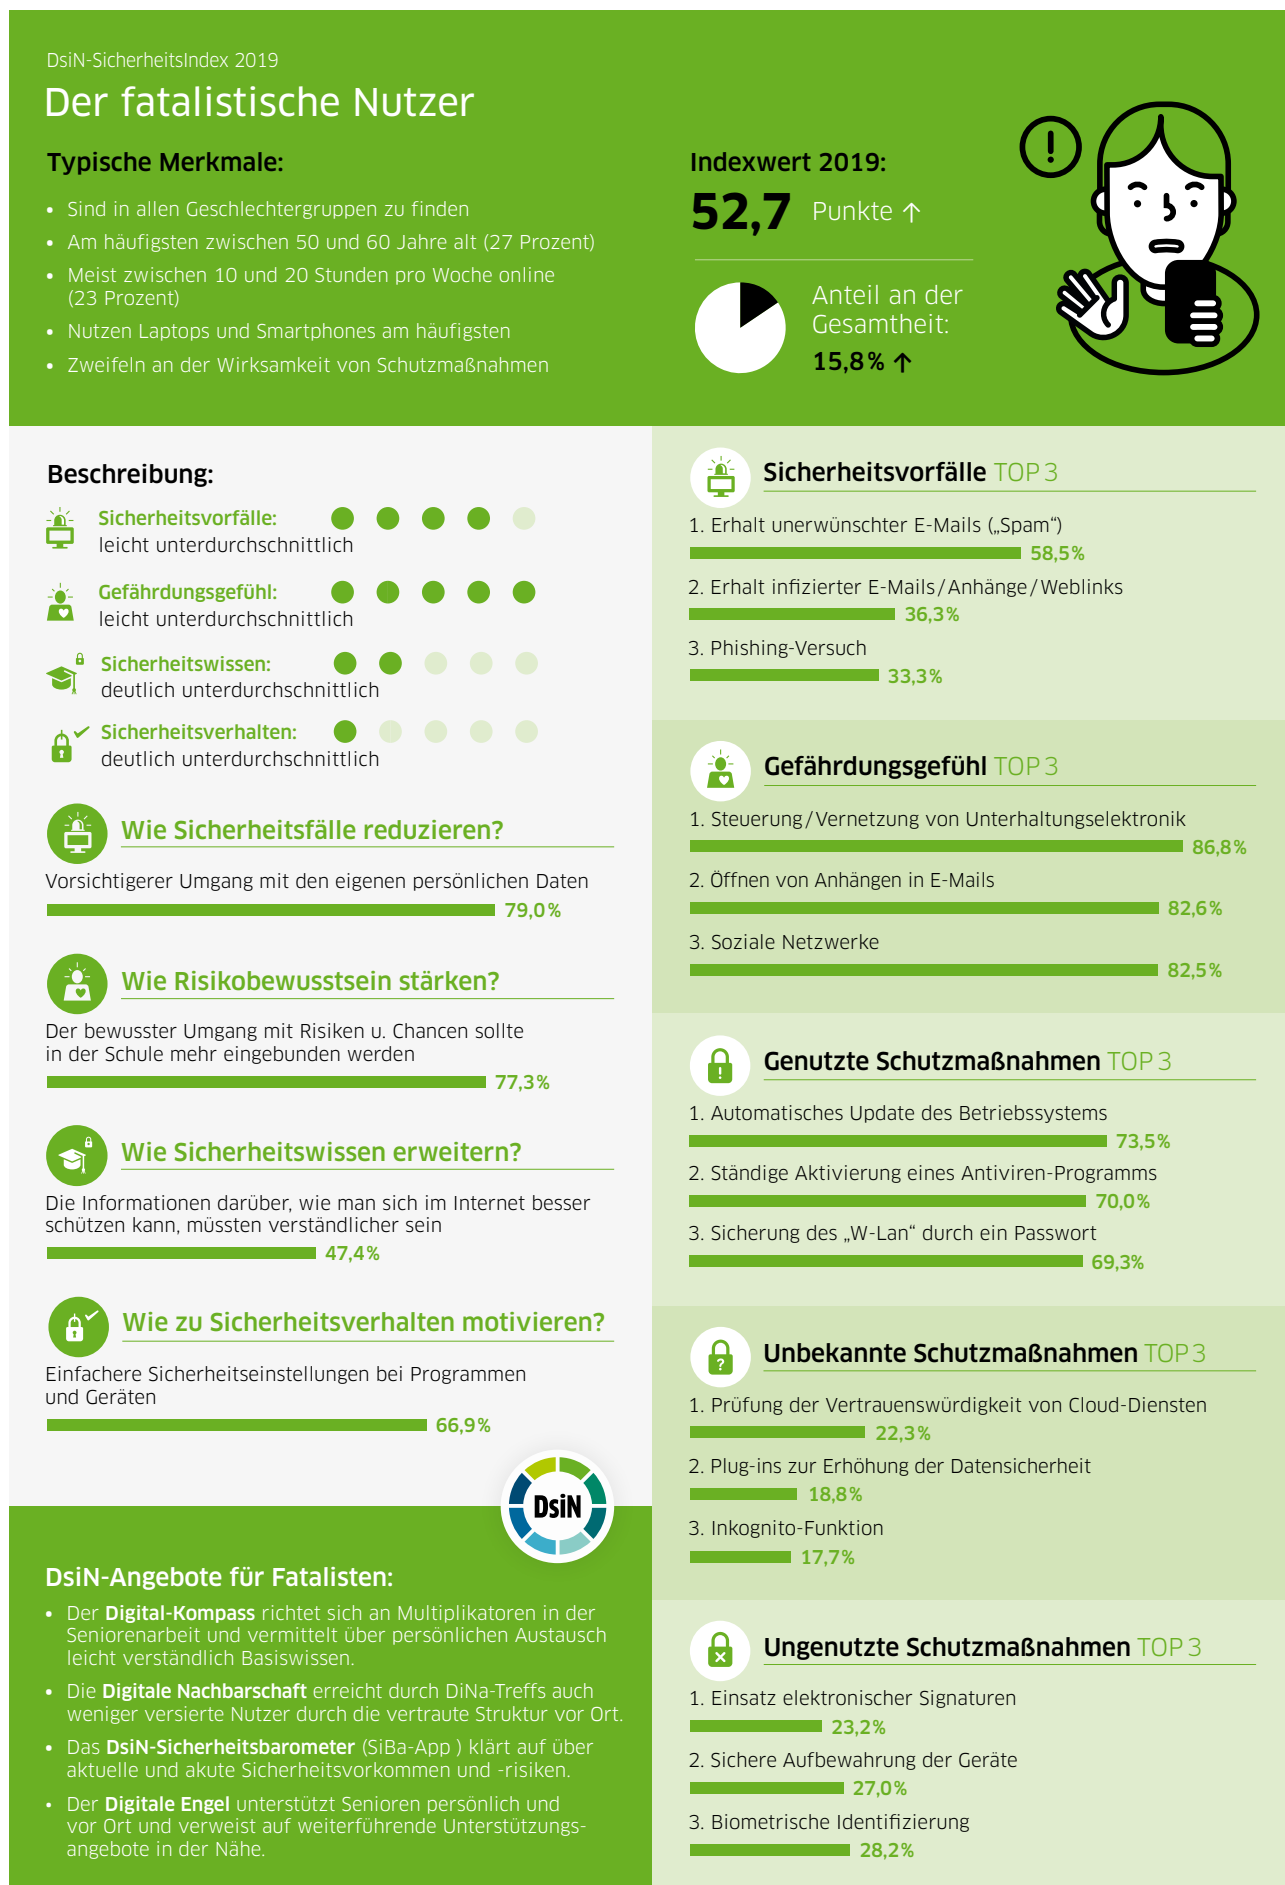 DsiN-SicherheitsIndex 2019
Der fatalistische Nutzer
Typische Merkmale:
• Sind in allen Geschlechtergruppen zu finden
• Am häufigsten zwischen 50 und 60 Jahre alt (27 Prozent)
• Meist zwischen 10 und 20 Stunden pro Woche online
(23 Prozent)
• Nutzen Laptops und Smartphones am häufigsten
• Zweifeln an der Wirksamkeit von Schutzmaßnahmen
Indexwert 2019:
52,7 Punkte ↑
Anteil an der
Gesamtheit:
15,8% ↑
!
Beschreibung:
Sicherheitsvorfälle:
leicht unterdurchschnittlich
Gefährdungsgefühl:
leicht unterdurchschnittlich
Sicherheitswissen:
deutlich unterdurchschnittlich
Sicherheitsverhalten:
deutlich unterdurchschnittlich
Wie Sicherheitsfälle reduzieren?
Vorsichtigerer Umgang mit den eigenen persönlichen Daten
79,0%
Wie Risikobewusstsein stärken?
Der bewusster Umgang mit Risiken u. Chancen sollte
in der Schule mehr eingebunden werden
77,3%
Wie Sicherheitswissen erweitern?
Die Informationen darüber, wie man sich im Internet besser
schützen kann, müssten verständlicher sein
47,4%
Wie zu Sicherheitsverhalten motivieren?
Einfachere Sicherheitseinstellungen bei Programmen
und Geräten
66,9%
DsiN
DsiN-Angebote für Fatalisten:
• Der Digital-Kompass richtet sich an Multiplikatoren in der
Seniorenarbeit und vermittelt über persönlichen Austausch
leicht verständlich Basiswissen.
• Die Digitale Nachbarschaft erreicht durch DiNa-Treffs auch
weniger versierte Nutzer durch die vertraute Struktur vor Ort.
• Das DsiN-Sicherheitsbarometer (SiBa-App ) klärt auf über
aktuelle und akute Sicherheitsvorkommen und -risiken.
• Der Digitale Engel unterstützt Senioren persönlich und
vor Ort und verweist auf weiterführende Unterstützungs-
angebote in der Nähe.
Sicherheitsvorfälle TOP 3
1. Erhalt unerwünschter E-Mails („Spam“)
58,5%
2. Erhalt infizierter E-Mails/Anhänge/Weblinks
36,3%
3. Phishing-Versuch
33,3%
Gefährdungsgefühl TOP 3
1. Steuerung/Vernetzung von Unterhaltungselektronik
86,8%
2. Öffnen von Anhängen in E-Mails
82,6%
3. Soziale Netzwerke
82,5%
!
Genutzte Schutzmaßnahmen TOP 3
1. Automatisches Update des Betriebssystems
73,5%
2. Ständige Aktivierung eines Antiviren-Programms
70,0%
3. Sicherung des „W-Lan“ durch ein Passwort
69,3%
?
Unbekannte Schutzmaßnahmen TOP 3
1. Prüfung der Vertrauenswürdigkeit von Cloud-Diensten
22,3%
2. Plug-ins zur Erhöhung der Datensicherheit
18,8%
3. Inkognito-Funktion
17,7%
Ungenutzte Schutzmaßnahmen TOP 3
1. Einsatz elektronischer Signaturen
23,2%
2. Sichere Aufbewahrung der Geräte
27,0%
3. Biometrische Identifizierung
28,2%